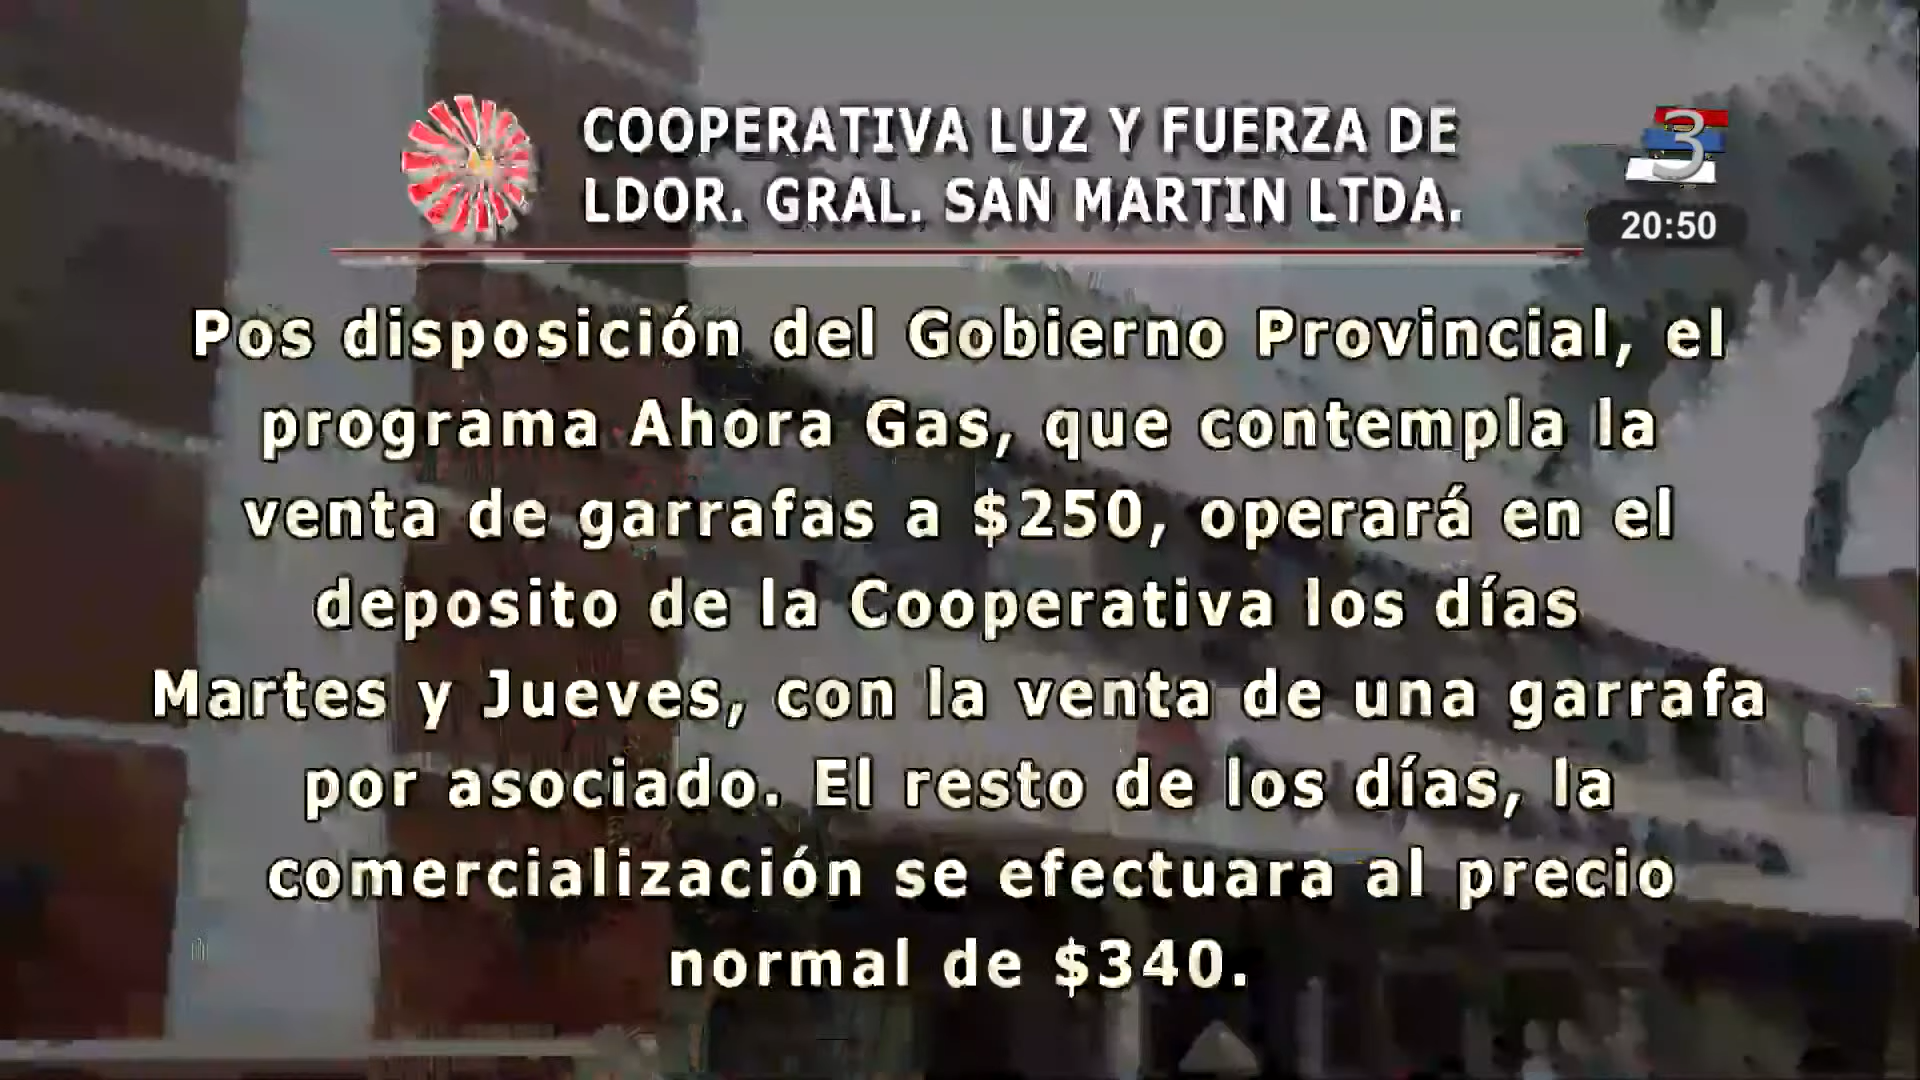 COOPERATIVA LUZ Y FUERZA DE
LDOR. GRAL. SAN MARTIN LTDA.
3
20:50
Pos disposición del Gobierno Provincial, el
programa Ahora Gas, que contempla la
venta de garrafas a $250, operará en el
deposito de la Cooperativa los días
Martes y Jueves, con la venta de una garrafa
por asociado. El resto de los días, la
comercialización se efectuara al precio
normal de $340.